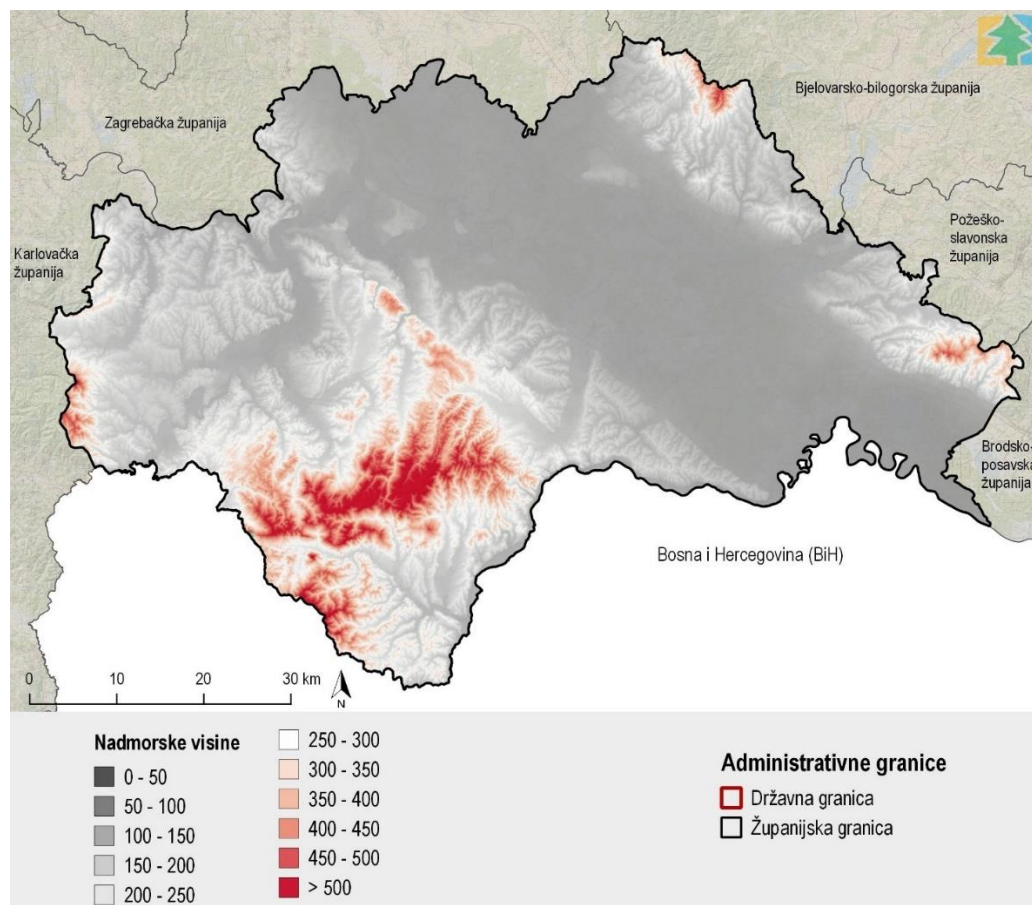 Bjelovarsko-bilogorska županija
Zagrebačka županija
Požeško-
slavonska
županija
Karlovačka
županija
Brodsko-
posavska
županija
Bosna i Hercegovina (BiH)
0 10 20 30 km
N
Nadmorske visine
0 - 50
50 - 100
100 - 150
150 - 200
200 - 250
250 - 300
300 - 350
350 - 400
400 - 450
450 - 500
> 500
Administrativne granice
Državna granica
Županijska granica